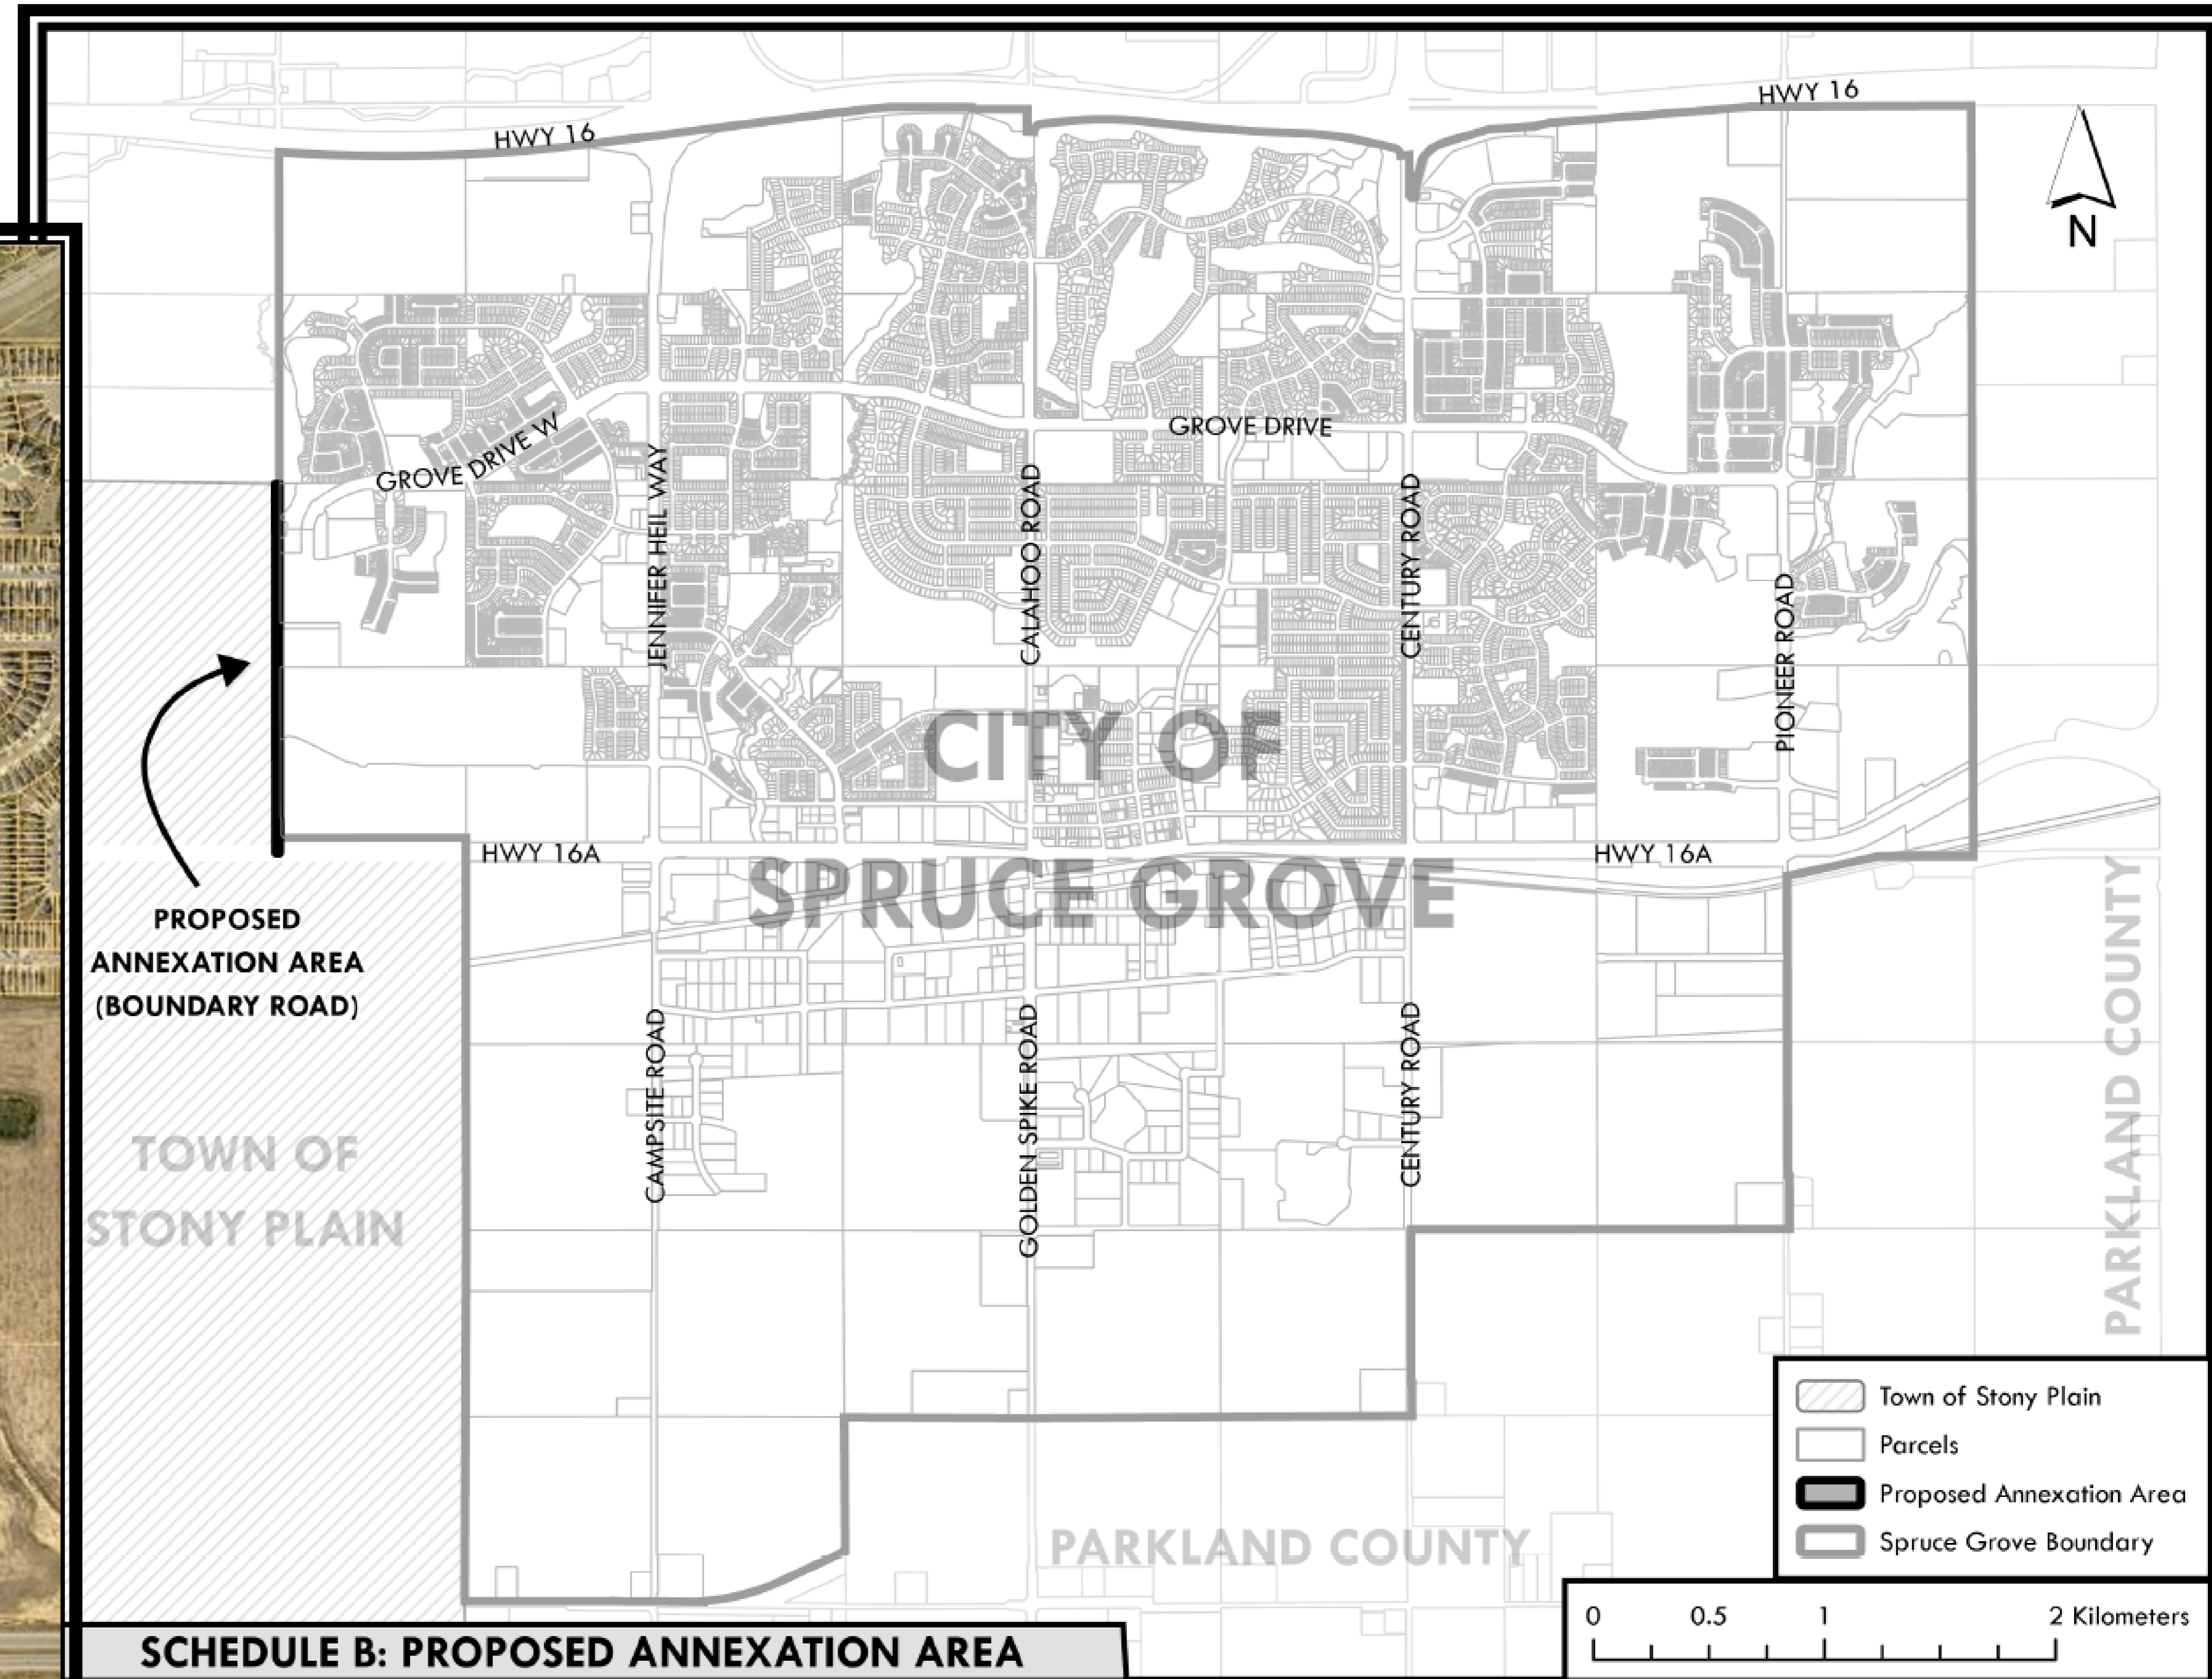 HWY 16
HWY 16
N
GROVE DRIVE W
GROVE DRIVE
JENNIFER HEIL WAY
CALAHOO ROAD
CENTURY ROAD
PIONEER ROAD
CITY OF
SPRUCE GROVE
HWY 16A
HWY 16A
PROPOSED
ANNEXATION AREA
(BOUNDARY ROAD)
TOWN OF
STONY PLAIN
CAMPSITE ROAD
GOLDEN SPIKE ROAD
CENTURY ROAD
PARKLAND COUNTY
PARKLAND COUNTY
Town of Stony Plain
Parcels
Proposed Annexation Area
Spruce Grove Boundary
0 0.5 1 2 Kilometers
SCHEDULE B: PROPOSED ANNEXATION AREA